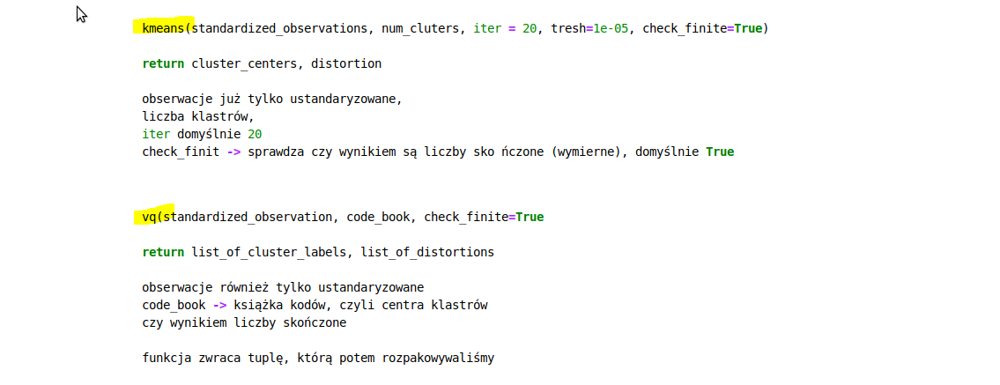 kmeans(standardized_observations, num_cluters, iter = 20, tresh=1e-05, check_finite=True)
return cluster_centers, distortion
obserwacje już tylko ustandaryzowane,
liczba klastrów,
iter domyślnie 20
check_finit -> sprawdza czy wynikiem są liczby sko ńczone (wymierne), domyślnie True
vq(standardized_observation, code_book, check_finite=True
return list_of_cluster_labels, list_of_distortions
obserwacje również tylko ustandaryzowane
code_book -> książka kodów, czyli centra klastrów
czy wynikiem liczby skończone
funkcja zwraca tuplę, którą potem rozpakowywaliśmy